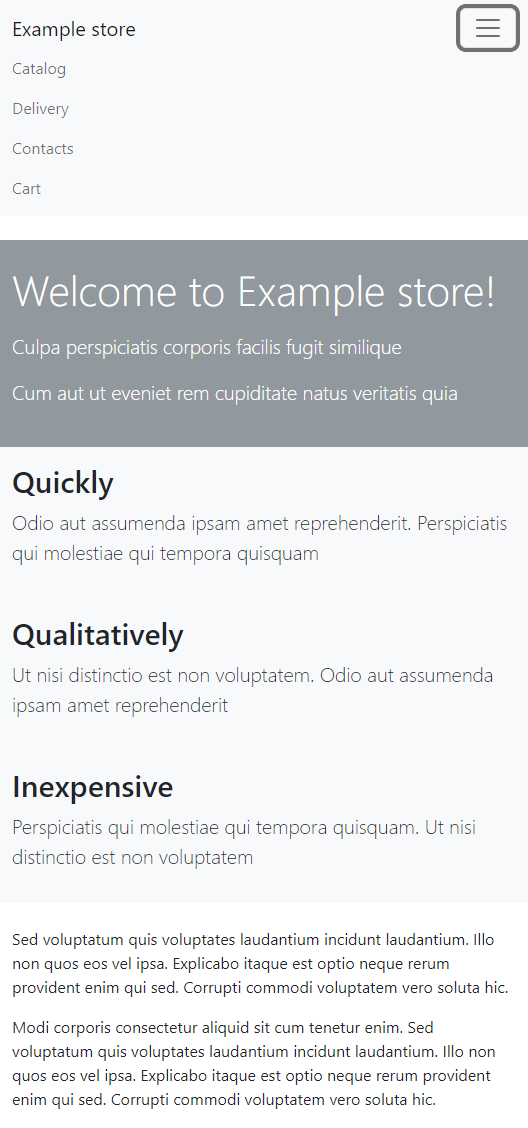 Example store
Catalog
Delivery
Contacts
Cart
Welcome to Example store!
Culpa perspiciatis corporis facilis fugit similique
Cum aut ut eveniet rem cupiditate natus veritatis quia
Quickly
Odio aut assumenda ipsam amet reprehenderit. Perspiciatis
qui molestiae qui tempora quisquam
Qualitatively
Ut nisi distinctio est non voluptatem. Odio aut assumenda
ipsam amet reprehenderit
Inexpensive
Perspiciatis qui molestiae qui tempora quisquam. Ut nisi
distinctio est non voluptatem
Sed voluptatum quis voluptates laudantium incidunt laudantium. Illo
non quos eos vel ipsa. Explicabo itaque est optio neque rerum
provident enim qui sed. Corrupti commodi voluptatem vero soluta hic.
Modi corporis consectetur aliquid sit cum tenetur enim. Sed
voluptatum quis voluptates laudantium incidunt laudantium. Illo non
quos eos vel ipsa. Explicabo itaque est optio neque rerum provident
enim qui sed. Corrupti commodi voluptatem vero soluta hic.